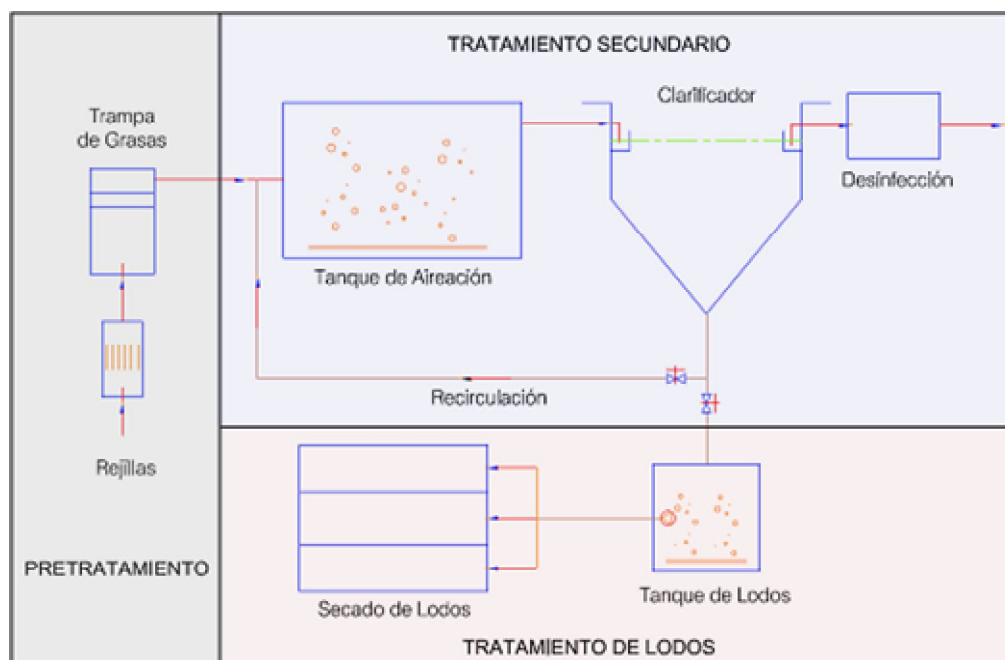 TRATAMIENTO SECUNDARIO
Trampa
de Grasas
Clarificador
Desinfección
Tanque de Aireación
Recirculación
Rejillas
PRETRATAMIENTO
Secado de Lodos
Tanque de Lodos
TRATAMIENTO DE LODOS